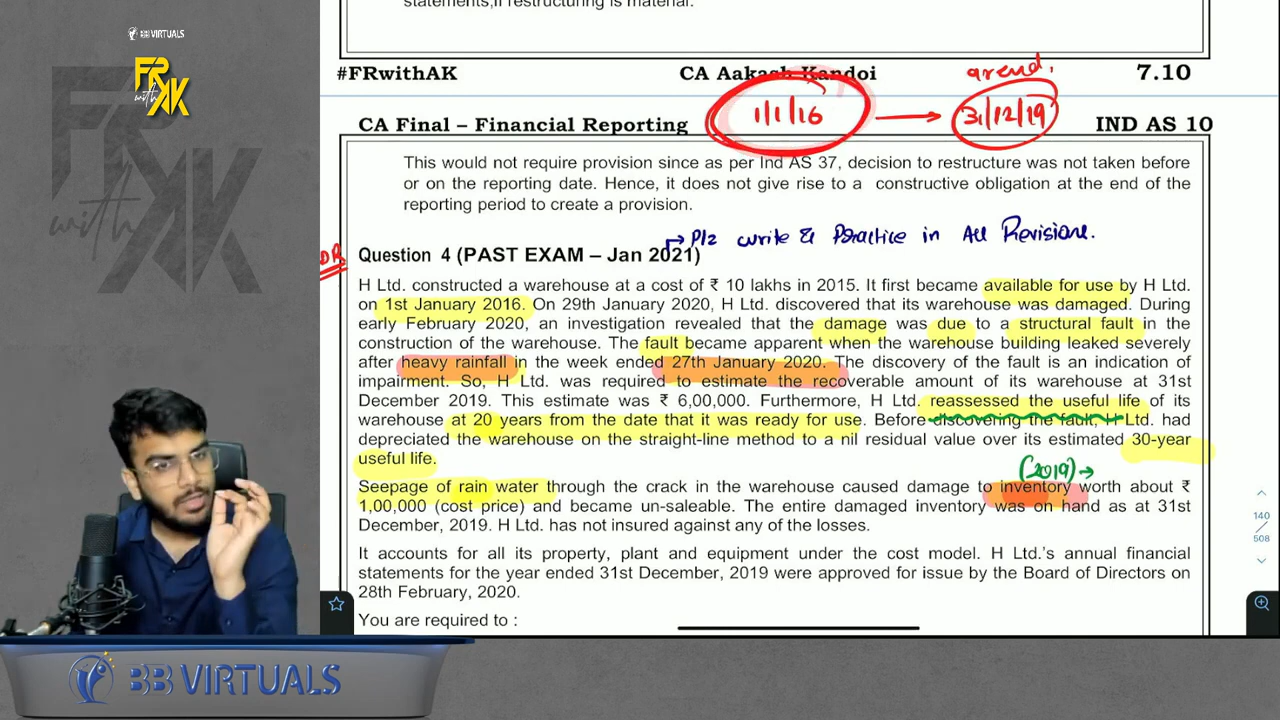 statements,if restructuring is material.
BB VIRTUALS
FR
with AK
#FRwithAK CA Aakash Kandoi 7.10
arend.
1/1/16 → 31/12/19
CA Final – Financial Reporting IND AS 10
This would not require provision since as per Ind AS 37, decision to restructure was not taken before
or on the reporting date. Hence, it does not give rise to a constructive obligation at the end of the
reporting period to create a provision.
Plz write & Practice in All Revisions.
Question 4 (PAST EXAM – Jan 2021)
H Ltd. constructed a warehouse at a cost of ₹ 10 lakhs in 2015. It first became available for use by H Ltd.
on 1st January 2016. On 29th January 2020, H Ltd. discovered that its warehouse was damaged. During
early February 2020, an investigation revealed that the damage was due to a structural fault in the
construction of the warehouse. The fault became apparent when the warehouse building leaked severely
after heavy rainfall in the week ended 27th January 2020. The discovery of the fault is an indication of
impairment. So, H Ltd. was required to estimate the recoverable amount of its warehouse at 31st
December 2019. This estimate was ₹ 6,00,000. Furthermore, H Ltd. reassessed the useful life of its
warehouse at 20 years from the date that it was ready for use. Before discovering the fault, H Ltd. had
depreciated the warehouse on the straight-line method to a nil residual value over its estimated 30-year
useful life.
(2019) →
Seepage of rain water through the crack in the warehouse caused damage to inventory worth about ₹
1,00,000 (cost price) and became un-saleable. The entire damaged inventory was on hand as at 31st
December, 2019. H Ltd. has not insured against any of the losses.
It accounts for all its property, plant and equipment under the cost model. H Ltd.'s annual financial
statements for the year ended 31st December, 2019 were approved for issue by the Board of Directors on
28th February, 2020.
You are required to :
140
508
BB VIRTUALS